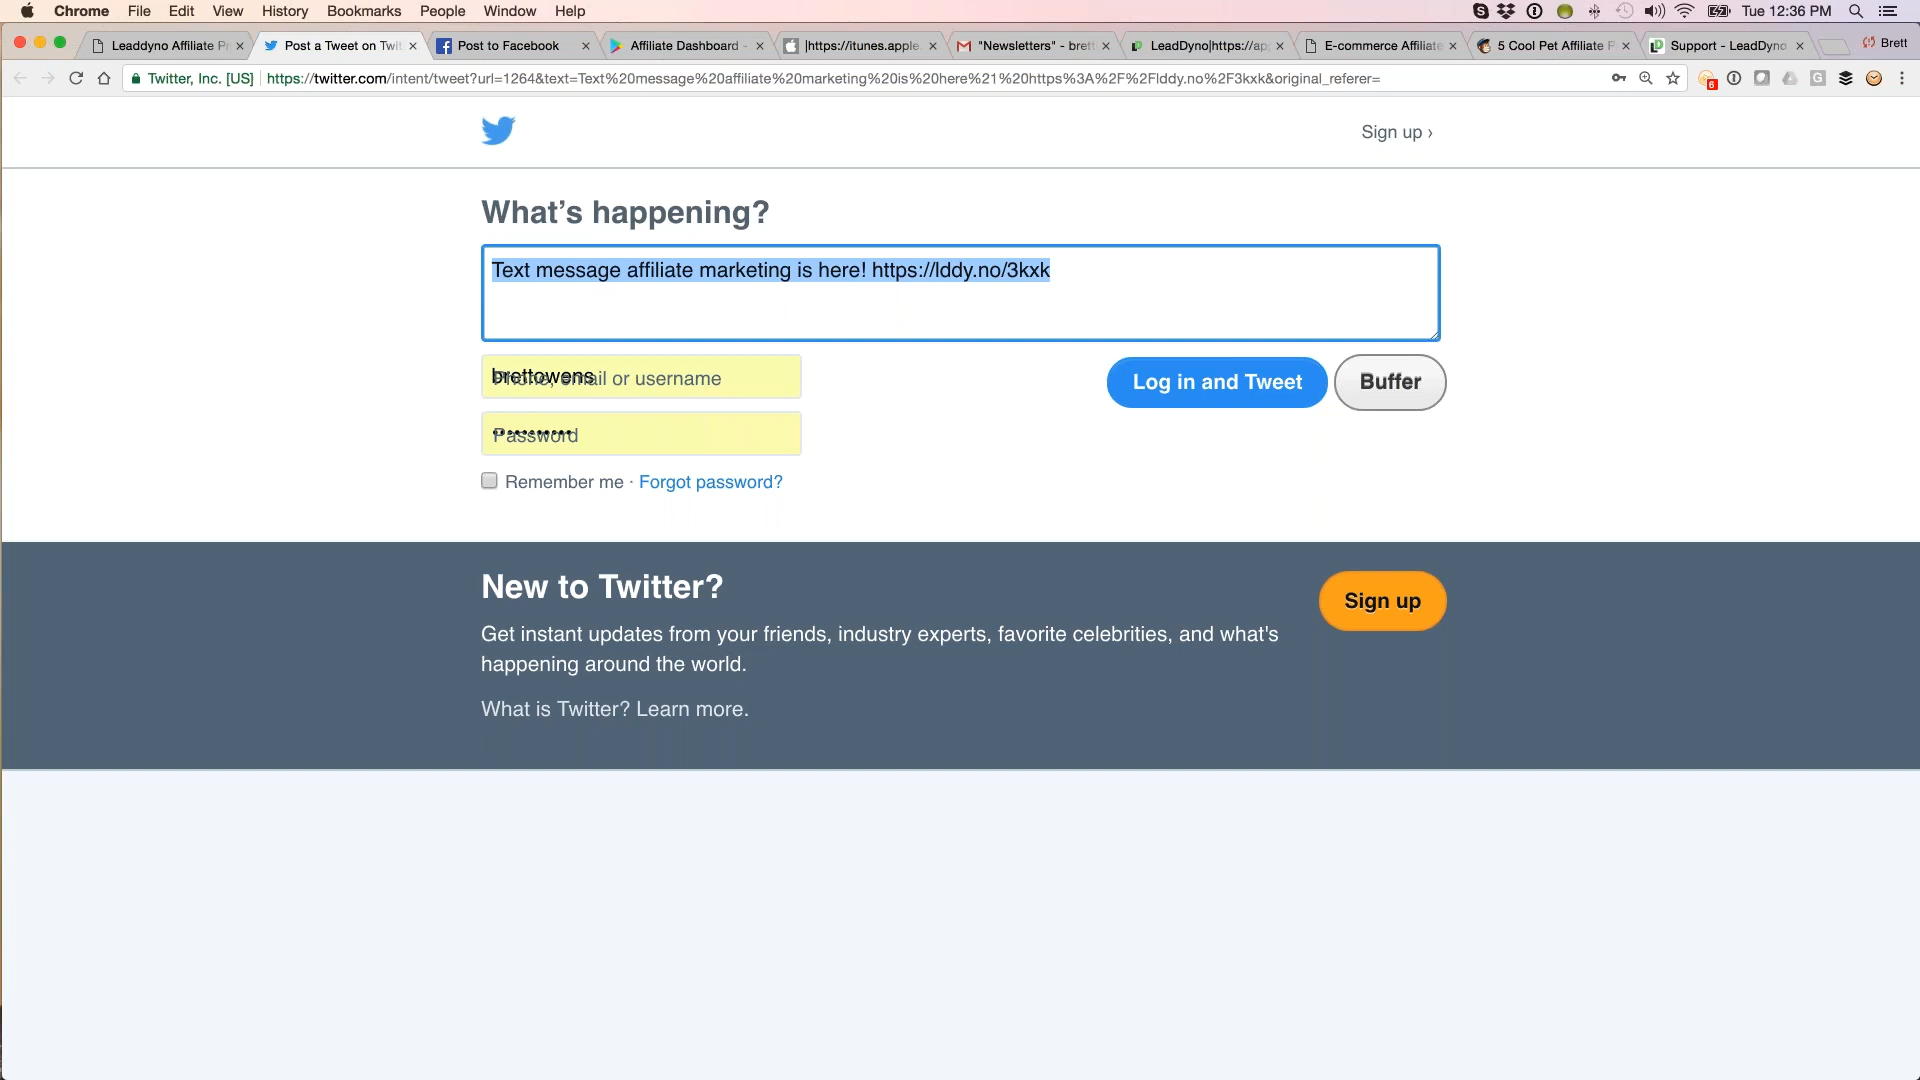 Chrome File Edit View History Bookmarks People Window Help Tue 12:36 PM
Leaddyno Affiliate Pr Post a Tweet on Twit Post to Facebook Affiliate Dashboard - |https://itunes.apple. "Newsletters" - brett LeadDyno|https://ap E-commerce Affiliate 5 Cool Pet Affiliate P Support - LeadDyno Brett
Twitter, Inc. [US] https://twitter.com/intent/tweet?url=1264&text=Text%20message%20affiliate%20marketing%20is%20here%21%20https%3A%2F%2Flddy.no%2F3kxk&original_referer= 6
Sign up ›
What's happening?
Text message affiliate marketing is here! https://lddy.no/3kxk
brettowens
Phone, email or username
Log in and Tweet
Buffer
Password
Remember me · Forgot password?
New to Twitter?
Sign up
Get instant updates from your friends, industry experts, favorite celebrities, and what's
happening around the world.
What is Twitter? Learn more.